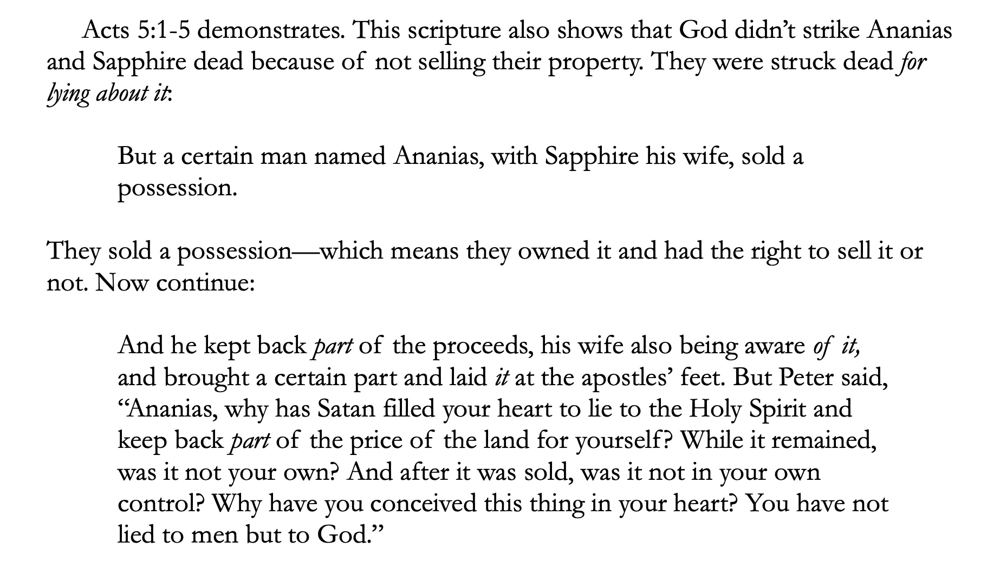 Acts 5:1-5 demonstrates. This scripture also shows that God didn’t strike Ananias
and Sapphire dead because of not selling their property. They were struck dead for
lying about it:
But a certain man named Ananias, with Sapphire his wife, sold a
possession.
They sold a possession—which means they owned it and had the right to sell it or
not. Now continue:
And he kept back part of the proceeds, his wife also being aware of it,
and brought a certain part and laid it at the apostles’ feet. But Peter said,
“Ananias, why has Satan filled your heart to lie to the Holy Spirit and
keep back part of the price of the land for yourself? While it remained,
was it not your own? And after it was sold, was it not in your own
control? Why have you conceived this thing in your heart? You have not
lied to men but to God.”